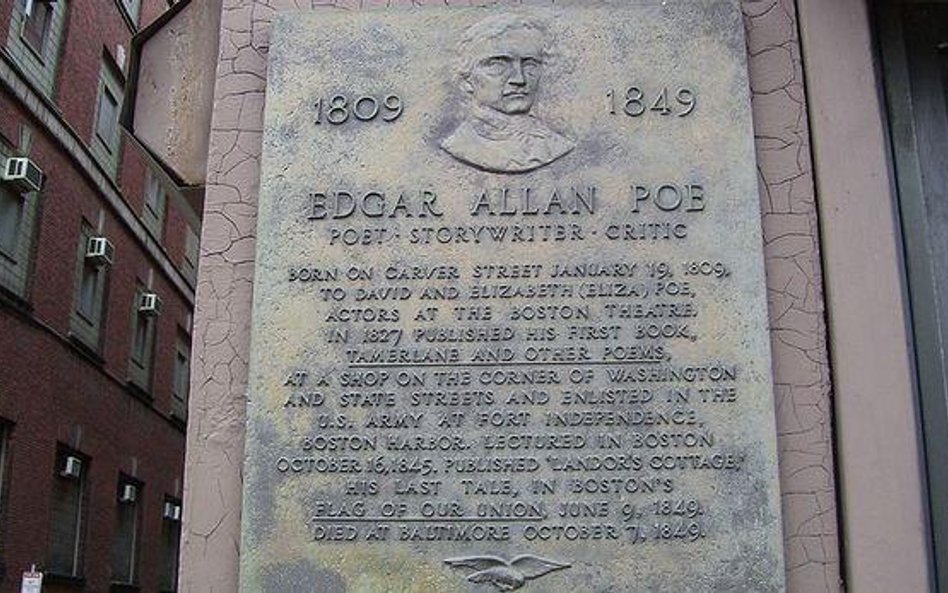 1809 1849
EDGAR ALLAN POE
POET · STORYWRITER · CRITIC
BORN ON CARVER STREET JANUARY 19, 1809,
TO DAVID AND ELIZABETH (ELIZA) POE,
ACTORS AT THE BOSTON THEATRE.
IN 1827 PUBLISHED HIS FIRST BOOK,
TAMERLANE AND OTHER POEMS,
AT A SHOP ON THE CORNER OF WASHINGTON
AND STATE STREETS AND ENLISTED IN THE
U.S. ARMY AT FORT INDEPENDENCE,
BOSTON HARBOR. LECTURED IN BOSTON
OCTOBER 16, 1845. PUBLISHED "LANDOR'S COTTAGE,"
HIS LAST TALE, IN BOSTON'S
FLAG OF OUR UNION, JUNE 9, 1849.
DIED AT BALTIMORE OCTOBER 7, 1849.